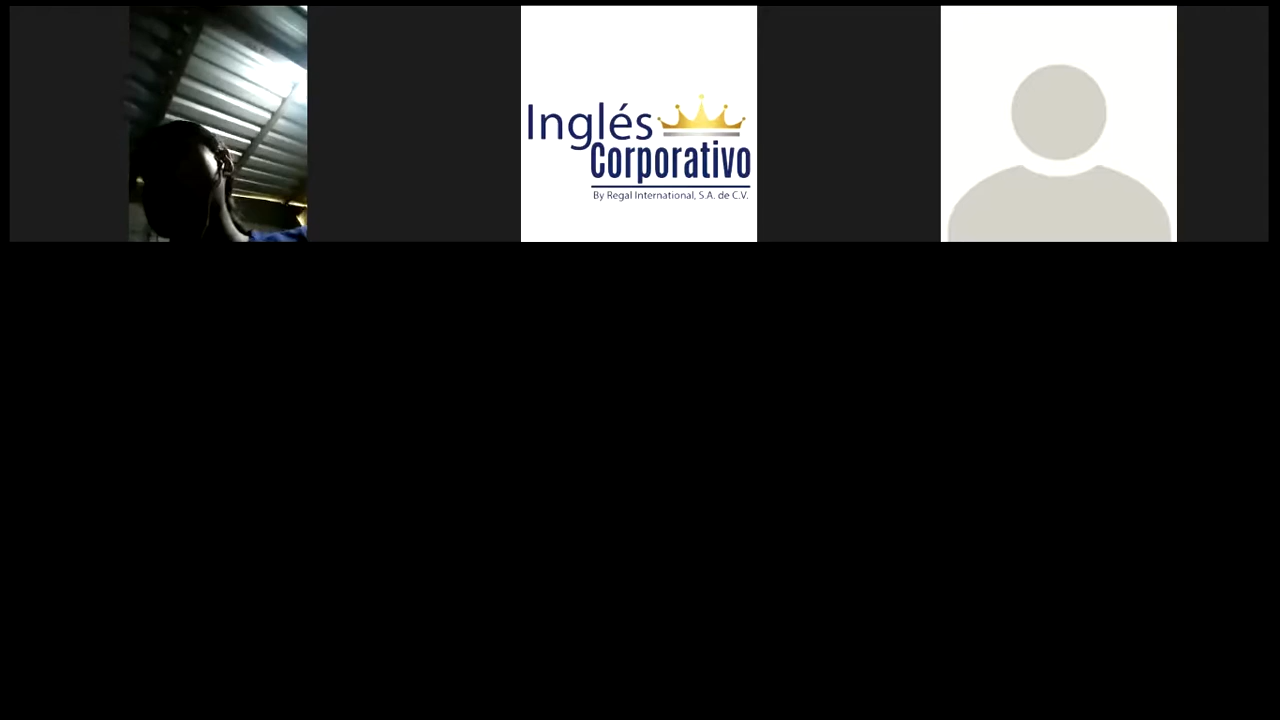 Inglés
Corporativo
By Regal International, S.A. de C.V.